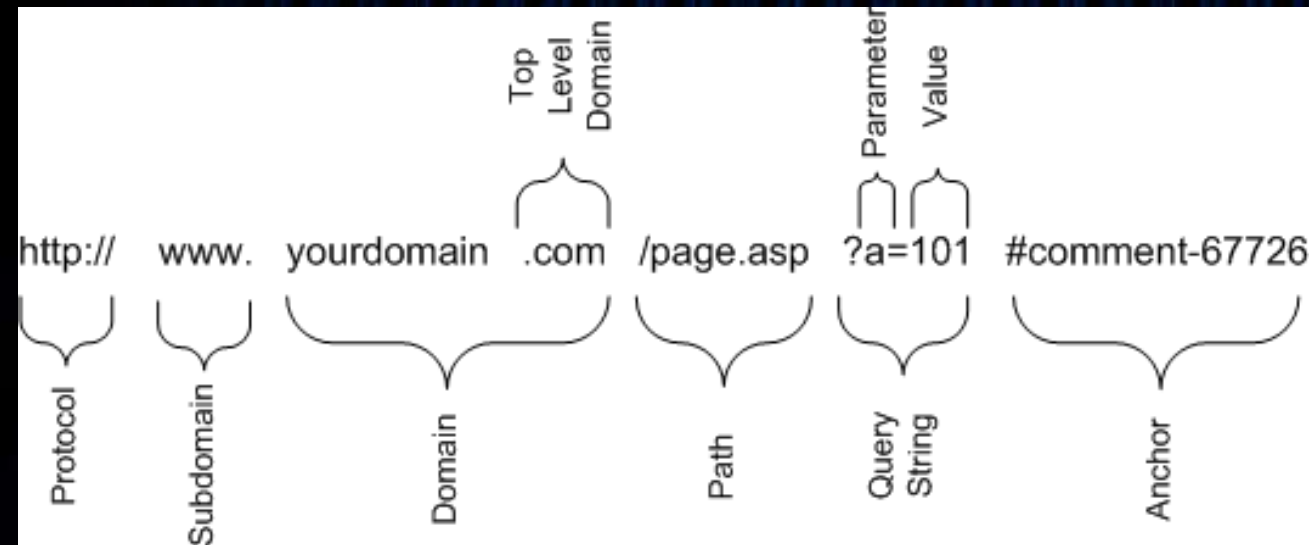 Top
Level
Domain
Parameter
Value
http:// www. yourdomain .com /page.asp ?a=101 #comment-67726
Protocol
Subdomain
Domain
Path
Query
String
Anchor